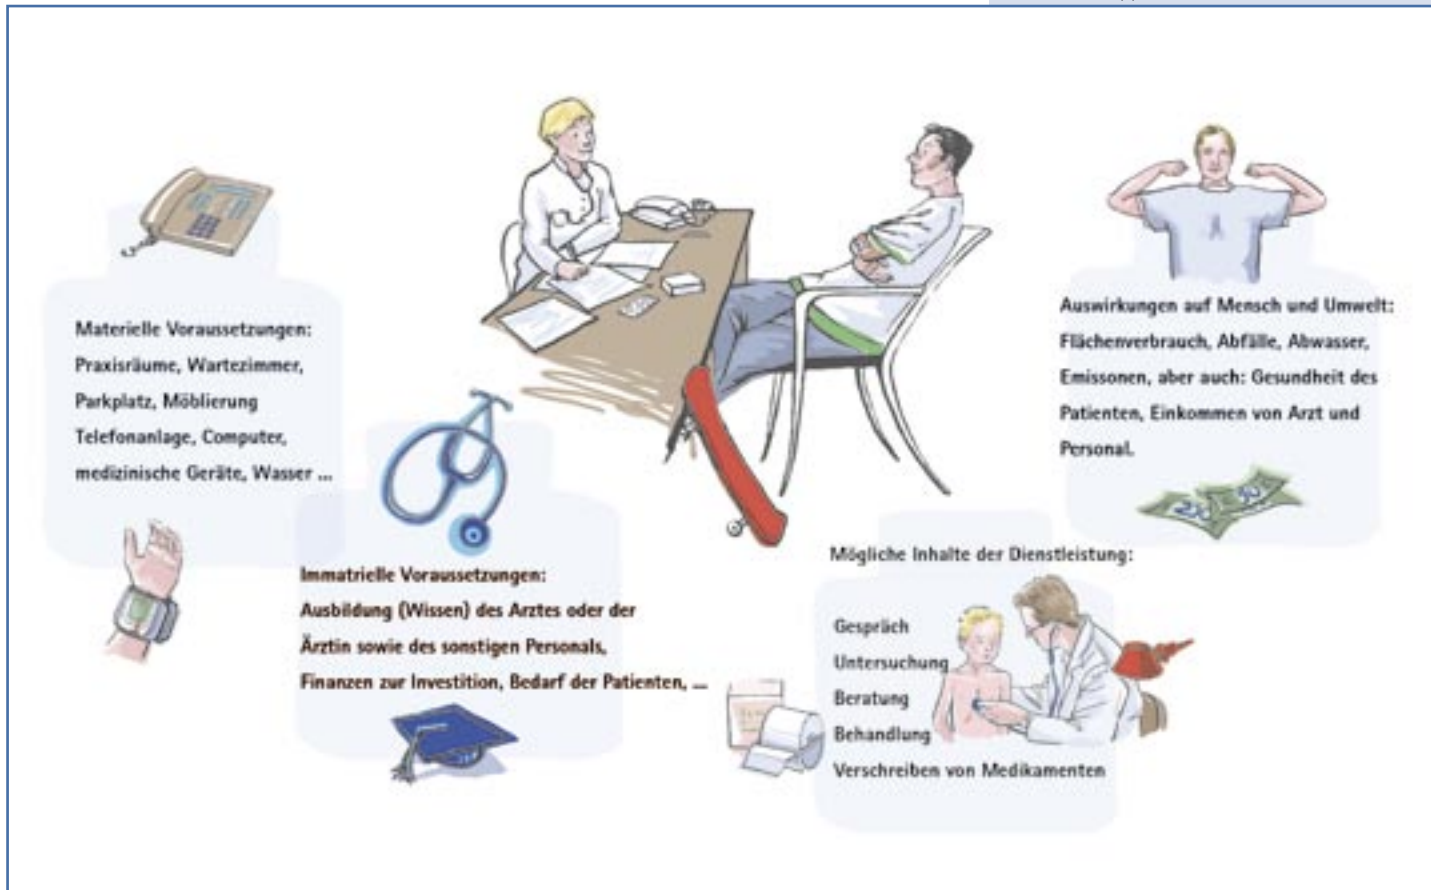 Materielle Voraussetzungen:
Praxisräume, Wartezimmer,
Parkplatz, Möblierung
Telefonanlage, Computer,
medizinische Geräte, Wasser ...
Immatrielle Voraussetzungen:
Ausbildung (Wissen) des Arztes oder der
Ärztin sowie des sonstigen Personals,
Finanzen zur Investition, Bedarf der Patienten, ...
Mögliche Inhalte der Dienstleistung:
Gespräch
Untersuchung
Beratung
Behandlung
Verschreiben von Medikamenten
Auswirkungen auf Mensch und Umwelt:
Flächenverbrauch, Abfälle, Abwasser,
Emissonen, aber auch: Gesundheit des
Patienten, Einkommen von Arzt und
Personal.